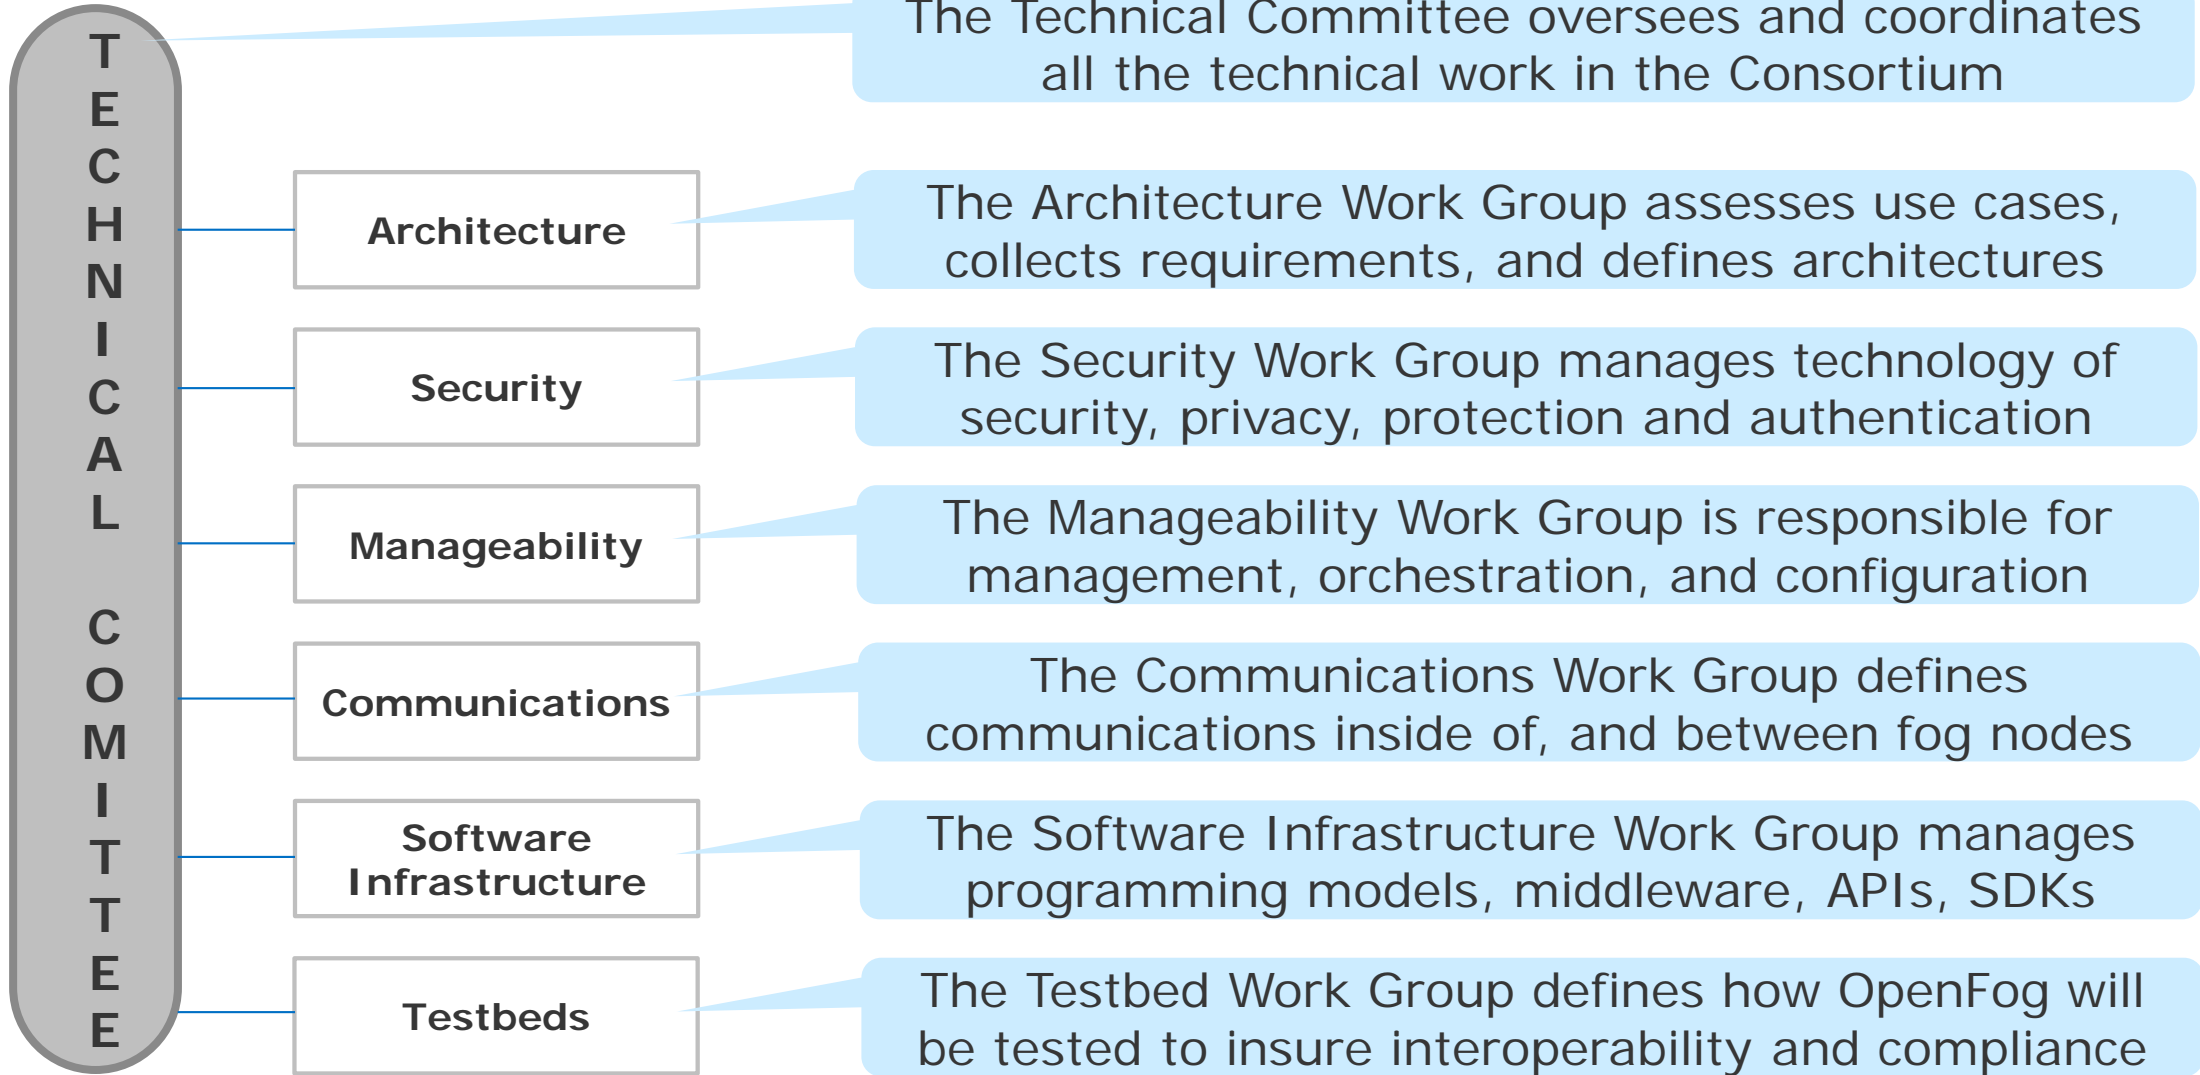 TECHNICAL COMITTEE
The Technical Committee oversees and coordinates
all the technical work in the Consortium
Architecture
The Architecture Work Group assesses use cases,
collects requirements, and defines architectures
Security
The Security Work Group manages technology of
security, privacy, protection and authentication
Manageability
The Manageability Work Group is responsible for
management, orchestration, and configuration
Communications
The Communications Work Group defines
communications inside of, and between fog nodes
Software
Infrastructure
The Software Infrastructure Work Group manages
programming models, middleware, APIs, SDKs
Testbeds
The Testbed Work Group defines how OpenFog will
be tested to insure interoperability and compliance